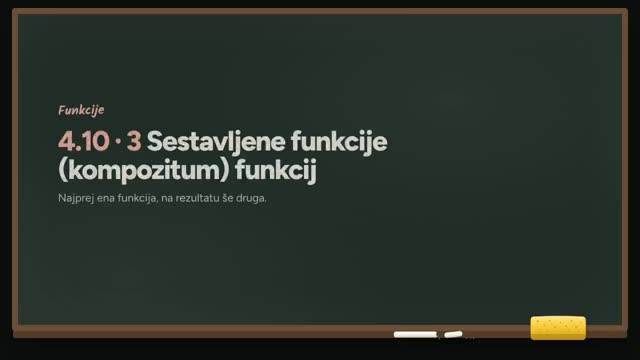 Funkcije
4.10 · 3 Sestavljene funkcije
(kompozitum) funkcij
Najprej ena funkcija, na rezultatu še druga.